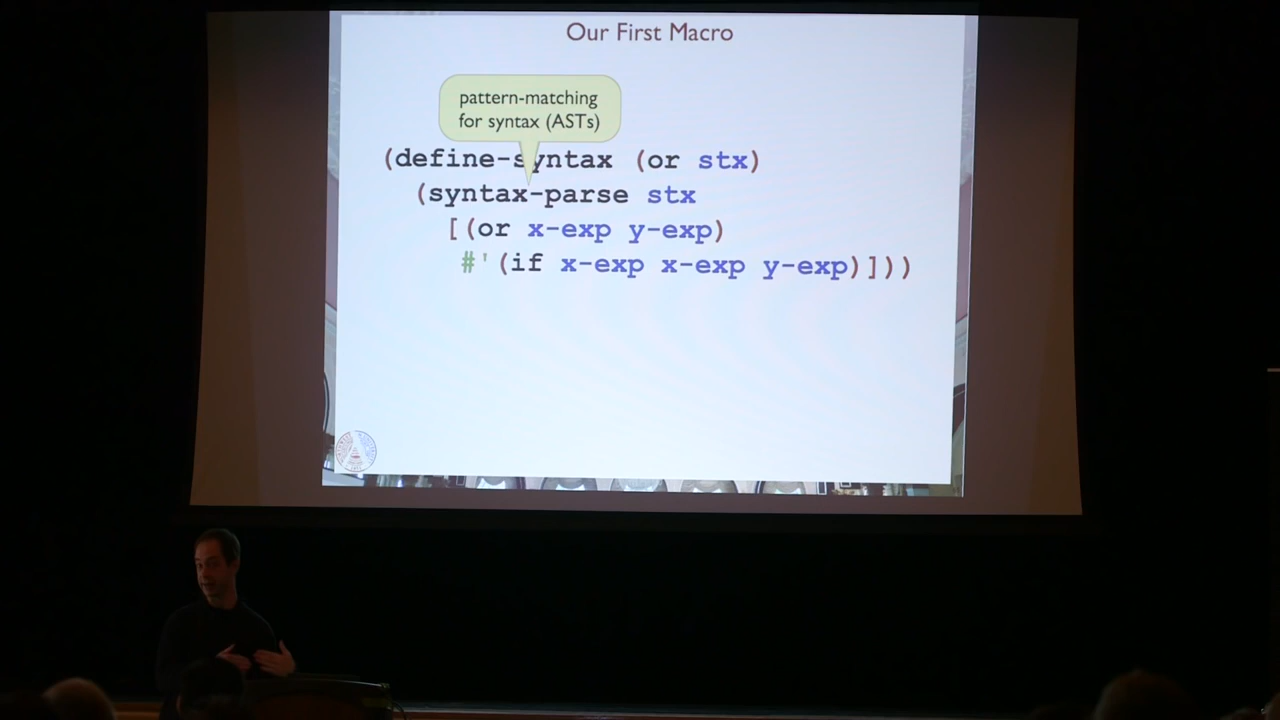 Our First Macro
pattern-matching
for syntax (ASTs)
(define-syntax (or stx)
(syntax-parse stx
[(or x-exp y-exp)
#'(if x-exp x-exp y-exp)]))